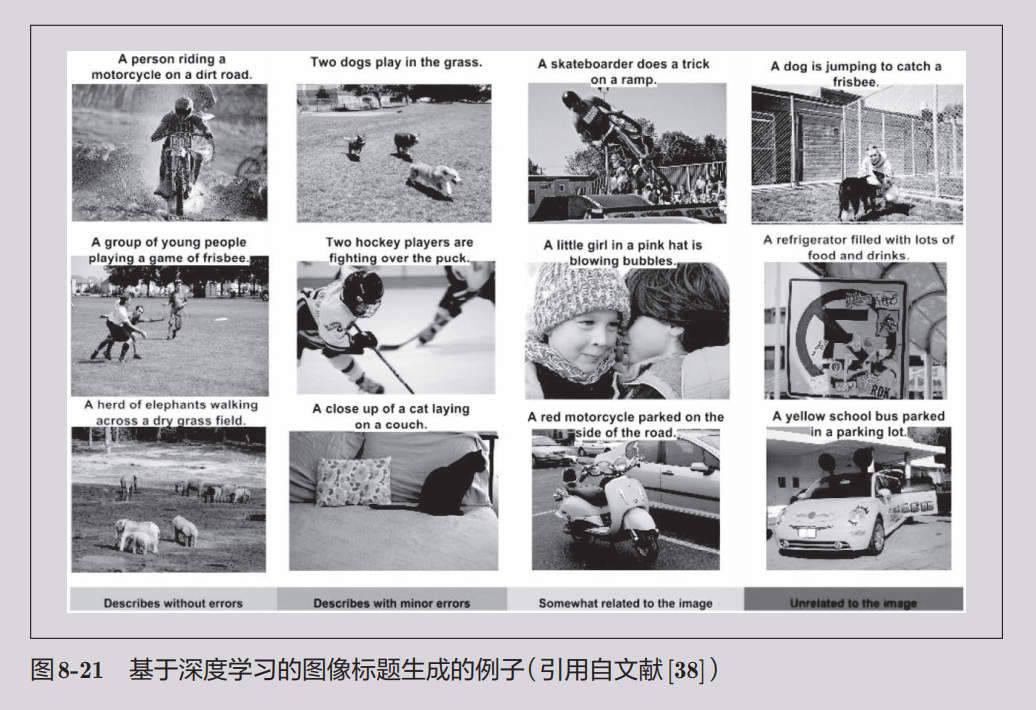 A person riding a
motorcycle on a dirt road.
Two dogs play in the grass.
A skateboarder does a trick
on a ramp.
A dog is jumping to catch a
frisbee.
A group of young people
playing a game of frisbee.
Two hockey players are
fighting over the puck.
A little girl in a pink hat is
blowing bubbles.
A refrigerator filled with lots of
food and drinks.
RDK
A herd of elephants walking
across a dry grass field.
A close up of a cat laying
on a couch.
A red motorcycle parked on the
side of the road.
A yellow school bus parked
in a parking lot.
Describes without errors
Describes with minor errors
Somewhat related to the image
Unrelated to the image
图8-21 基于深度学习的图像标题生成的例子（引用自文献[38]）